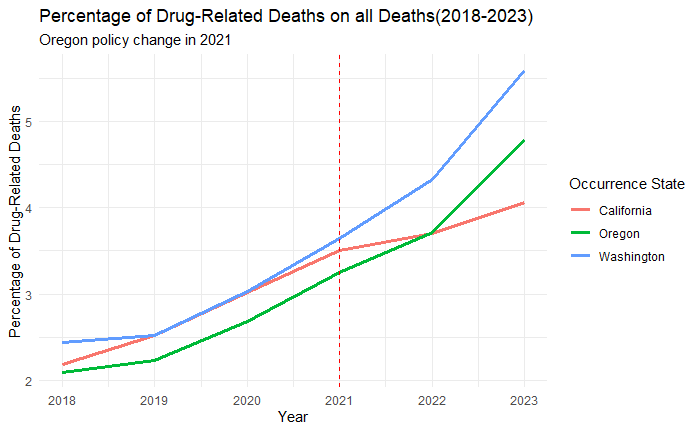 Percentage of Drug-Related Deaths on all Deaths(2018-2023)
Oregon policy change in 2021
Percentage of Drug-Related Deaths
5
4
3
2
2018 2019 2020 2021 2022 2023
Year
Occurrence State
California
Oregon
Washington